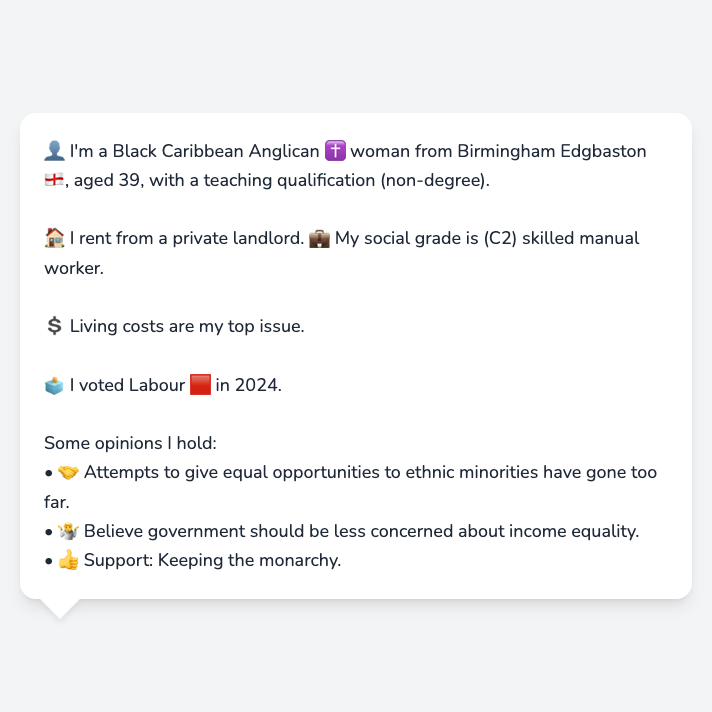 👤 I'm a Black Caribbean Anglican ✝️ woman from Birmingham Edgbaston
🏴󠁧󠁢󠁥󠁮󠁧󠁿, aged 39, with a teaching qualification (non-degree).
🏠 I rent from a private landlord. 💼 My social grade is (C2) skilled manual
worker.
💲 Living costs are my top issue.
🗳️ I voted Labour 🟥 in 2024.
Some opinions I hold:
• 🤝 Attempts to give equal opportunities to ethnic minorities have gone too
far.
• 🤷 Believe government should be less concerned about income equality.
• 👍 Support: Keeping the monarchy.